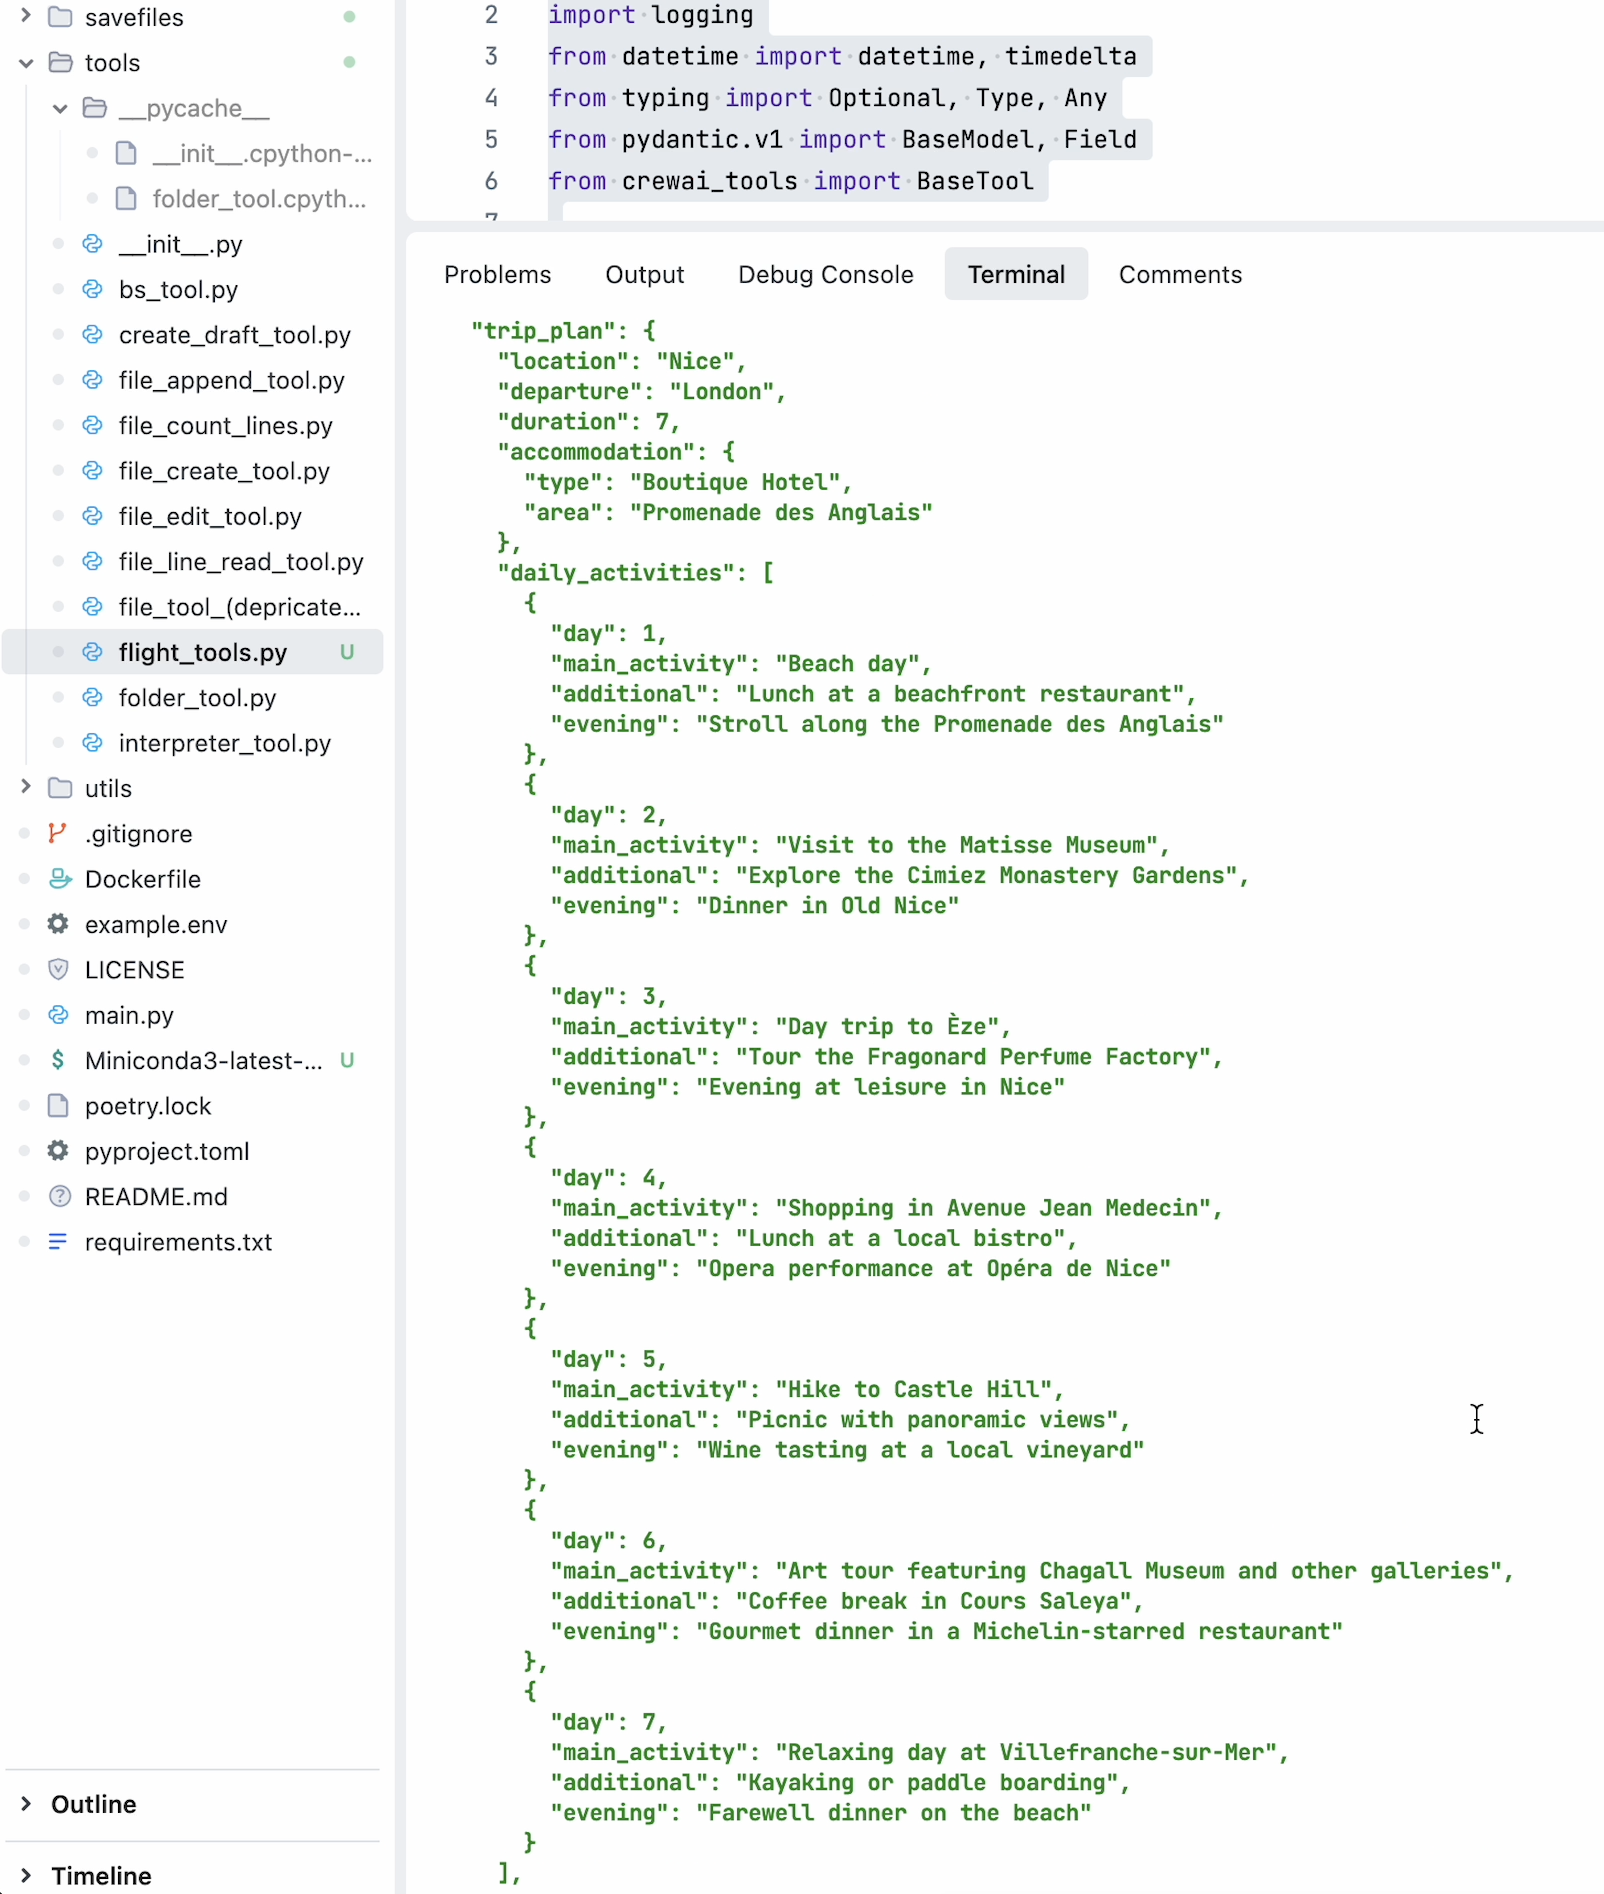 savefiles
tools
__pycache__
__init__.cpython-...
folder_tool.cpyth...
__init__.py
bs_tool.py
create_draft_tool.py
file_append_tool.py
file_count_lines.py
file_create_tool.py
file_edit_tool.py
file_line_read_tool.py
file_tool_(depricate...
flight_tools.py U
folder_tool.py
interpreter_tool.py
utils
.gitignore
Dockerfile
example.env
LICENSE
main.py
Miniconda3-latest-... U
poetry.lock
pyproject.toml
README.md
requirements.txt
Outline
Timeline
2 import logging
3 from datetime import datetime, timedelta
4 from typing import Optional, Type, Any
5 from pydantic.v1 import BaseModel, Field
6 from crewai_tools import BaseTool
7
Problems Output Debug Console Terminal Comments
"trip_plan": {
"location": "Nice",
"departure": "London",
"duration": 7,
"accommodation": {
"type": "Boutique Hotel",
"area": "Promenade des Anglais"
},
"daily_activities": [
{
"day": 1,
"main_activity": "Beach day",
"additional": "Lunch at a beachfront restaurant",
"evening": "Stroll along the Promenade des Anglais"
},
{
"day": 2,
"main_activity": "Visit to the Matisse Museum",
"additional": "Explore the Cimiez Monastery Gardens",
"evening": "Dinner in Old Nice"
},
{
"day": 3,
"main_activity": "Day trip to Èze",
"additional": "Tour the Fragonard Perfume Factory",
"evening": "Evening at leisure in Nice"
},
{
"day": 4,
"main_activity": "Shopping in Avenue Jean Medecin",
"additional": "Lunch at a local bistro",
"evening": "Opera performance at Opéra de Nice"
},
{
"day": 5,
"main_activity": "Hike to Castle Hill",
"additional": "Picnic with panoramic views",
"evening": "Wine tasting at a local vineyard"
},
{
"day": 6,
"main_activity": "Art tour featuring Chagall Museum and other galleries",
"additional": "Coffee break in Cours Saleya",
"evening": "Gourmet dinner in a Michelin-starred restaurant"
},
{
"day": 7,
"main_activity": "Relaxing day at Villefranche-sur-Mer",
"additional": "Kayaking or paddle boarding",
"evening": "Farewell dinner on the beach"
}
],